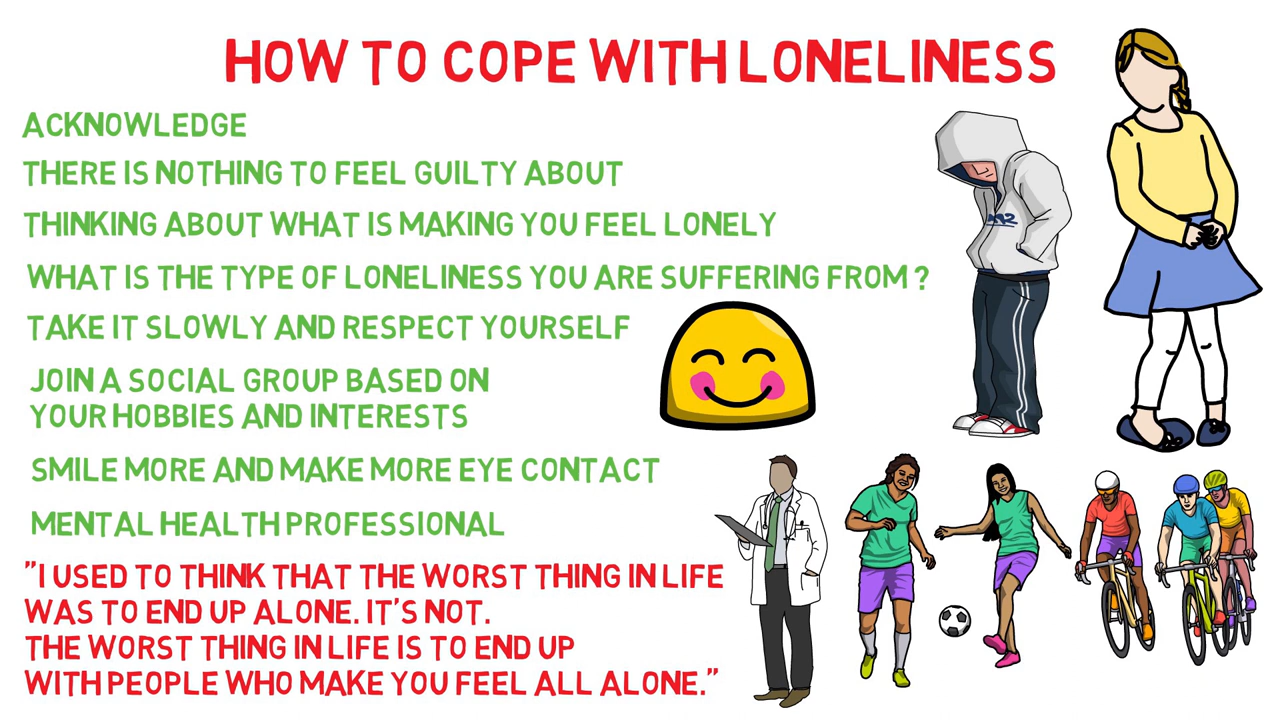 HOW TO COPE WITH LONELINESS
ACKNOWLEDGE
THERE IS NOTHING TO FEEL GUILTY ABOUT
THINKING ABOUT WHAT IS MAKING YOU FEEL LONELY
WHAT IS THE TYPE OF LONELINESS YOU ARE SUFFERING FROM ?
TAKE IT SLOWLY AND RESPECT YOURSELF
JOIN A SOCIAL GROUP BASED ON
YOUR HOBBIES AND INTERESTS
SMILE MORE AND MAKE MORE EYE CONTACT
MENTAL HEALTH PROFESSIONAL
"I USED TO THINK THAT THE WORST THING IN LIFE
WAS TO END UP ALONE. IT'S NOT.
THE WORST THING IN LIFE IS TO END UP
WITH PEOPLE WHO MAKE YOU FEEL ALL ALONE."